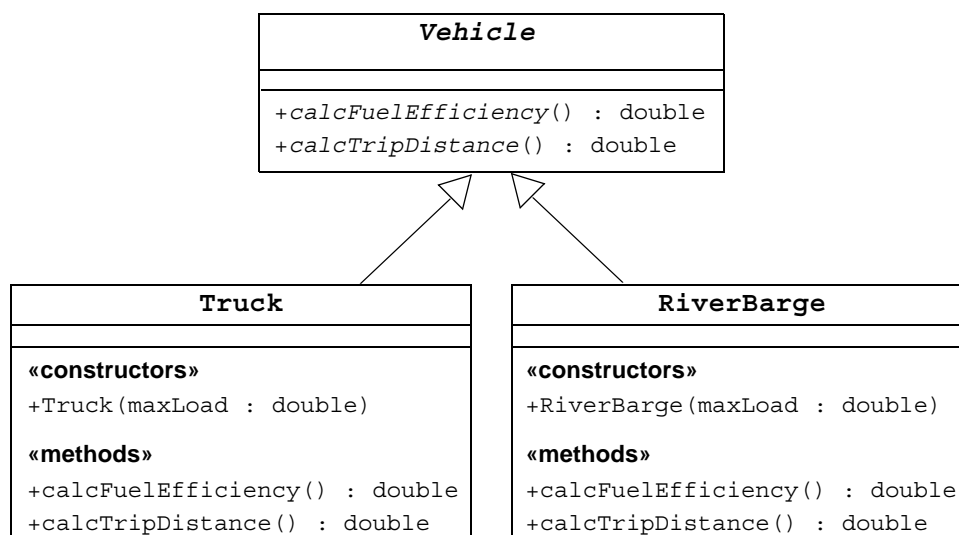 Vehicle
+calcFuelEfficiency() : double
+calcTripDistance() : double
Truck
«constructors»
+Truck(maxLoad : double)
«methods»
+calcFuelEfficiency() : double
+calcTripDistance() : double
RiverBarge
«constructors»
+RiverBarge(maxLoad : double)
«methods»
+calcFuelEfficiency() : double
+calcTripDistance() : double